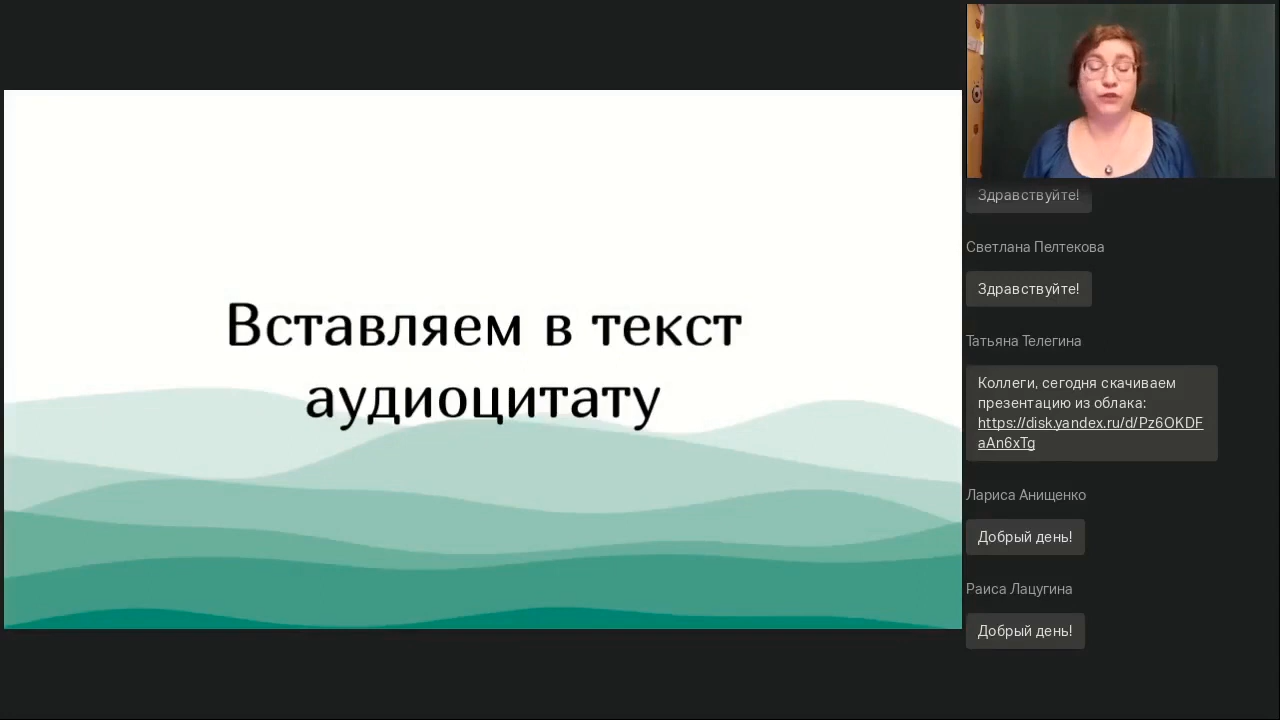 Вставляем в текст
аудиоцитату
Здравствуйте!
Светлана Пелтекова
Здравствуйте!
Татьяна Телегина
Коллеги, сегодня скачиваем
презентацию из облака:
https://disk.yandex.ru/d/Pz6OKDF
aAn6xTg
Лариса Анищенко
Добрый день!
Раиса Лацугина
Добрый день!